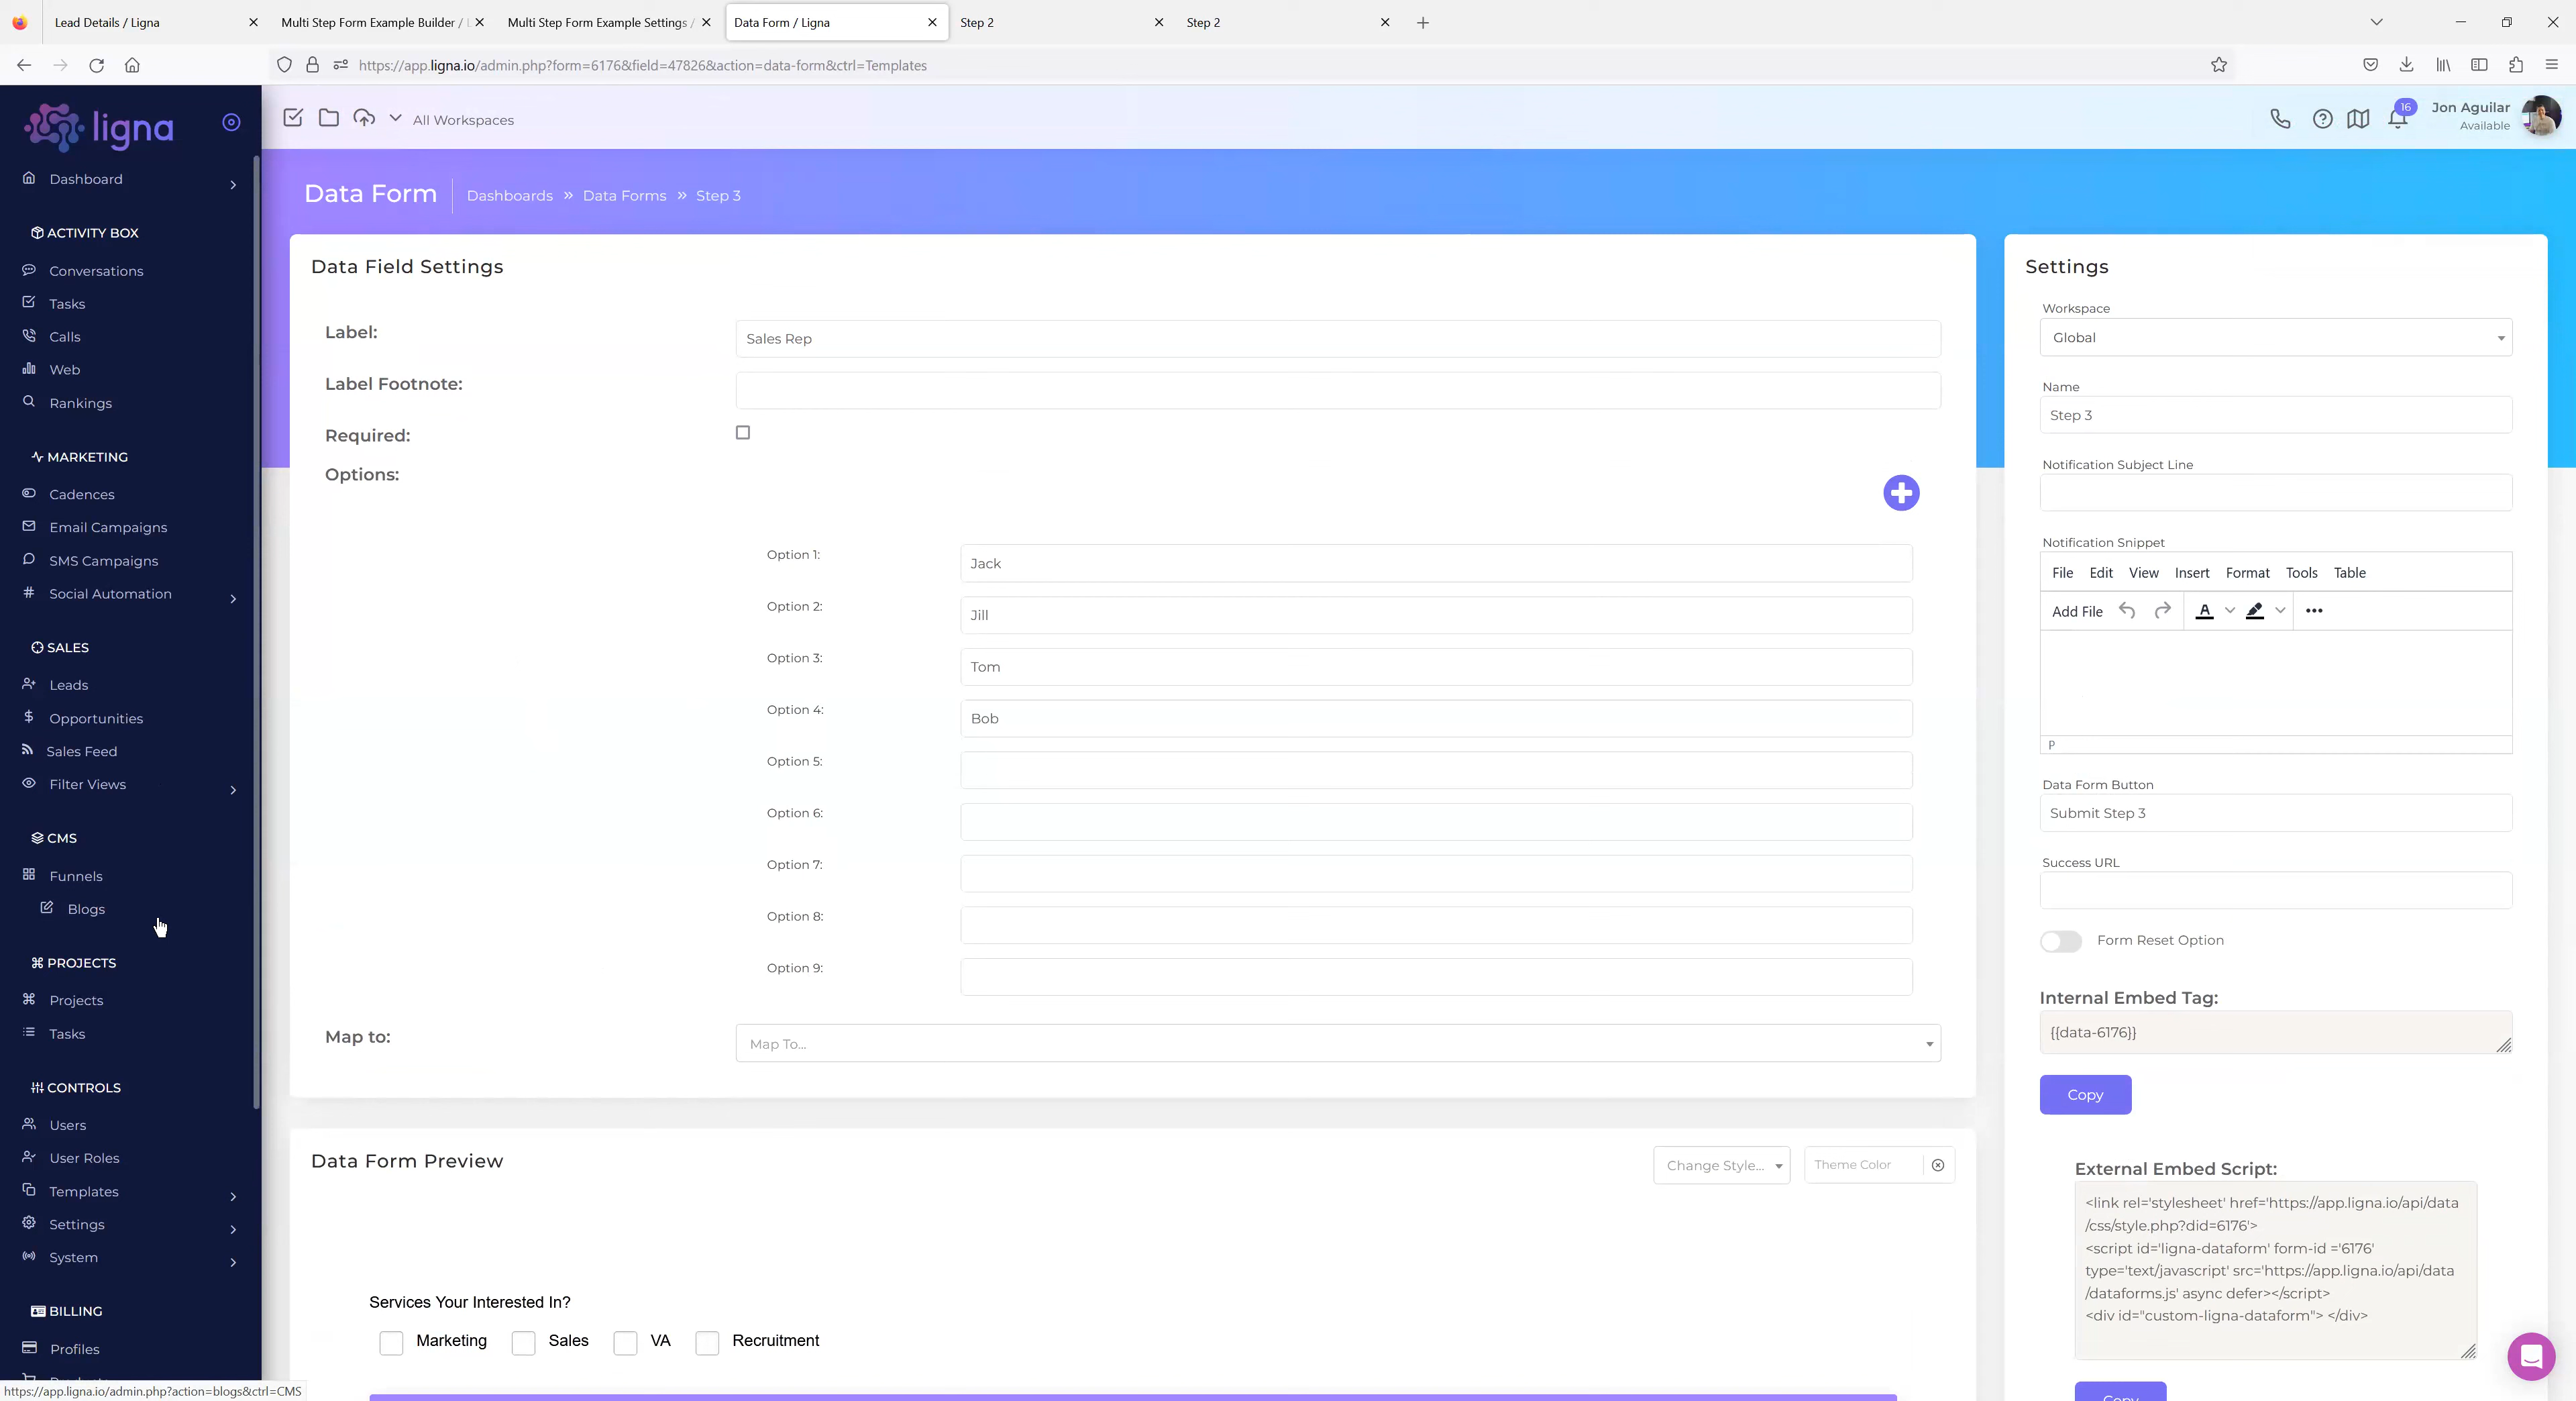 Lead Details / Ligna
Multi Step Form Example Builder / L
Multi Step Form Example Settings /
Data Form / Ligna
Step 2
Step 2
https://app.ligna.io/admin.php?form=6176&field=47826&action=data-form&ctrl=Templates
ligna
All Workspaces
16
Jon Aguilar
Available
Dashboard
ACTIVITY BOX
Conversations
Tasks
Calls
Web
Rankings
MARKETING
Cadences
Email Campaigns
SMS Campaigns
Social Automation
SALES
Leads
Opportunities
Sales Feed
Filter Views
CMS
Funnels
Blogs
PROJECTS
Projects
Tasks
CONTROLS
Users
User Roles
Templates
Settings
System
BILLING
Profiles
https://app.ligna.io/admin.php?action=blogs&ctrl=CMS
Data Form
Dashboards » Data Forms » Step 3
Data Field Settings
Label:
Sales Rep
Label Footnote:
Required:
Options:
Option 1:
Jack
Option 2:
Jill
Option 3:
Tom
Option 4:
Bob
Option 5:
Option 6:
Option 7:
Option 8:
Option 9:
Map to:
Map To...
Data Form Preview
Change Style...
Theme Color
Services Your Interested In?
Marketing
Sales
VA
Recruitment
Settings
Workspace
Global
Name
Step 3
Notification Subject Line
Notification Snippet
File Edit View Insert Format Tools Table
Add File
P
Data Form Button
Submit Step 3
Success URL
Form Reset Option
Internal Embed Tag:
{{data-6176}}
Copy
External Embed Script:
<link rel='stylesheet' href='https://app.ligna.io/api/data
/css/style.php?did=6176'>
<script id='ligna-dataform' form-id ='6176'
type='text/javascript' src='https://app.ligna.io/api/data
/dataforms.js' async defer></script>
<div id="custom-ligna-dataform"> </div>
Copy